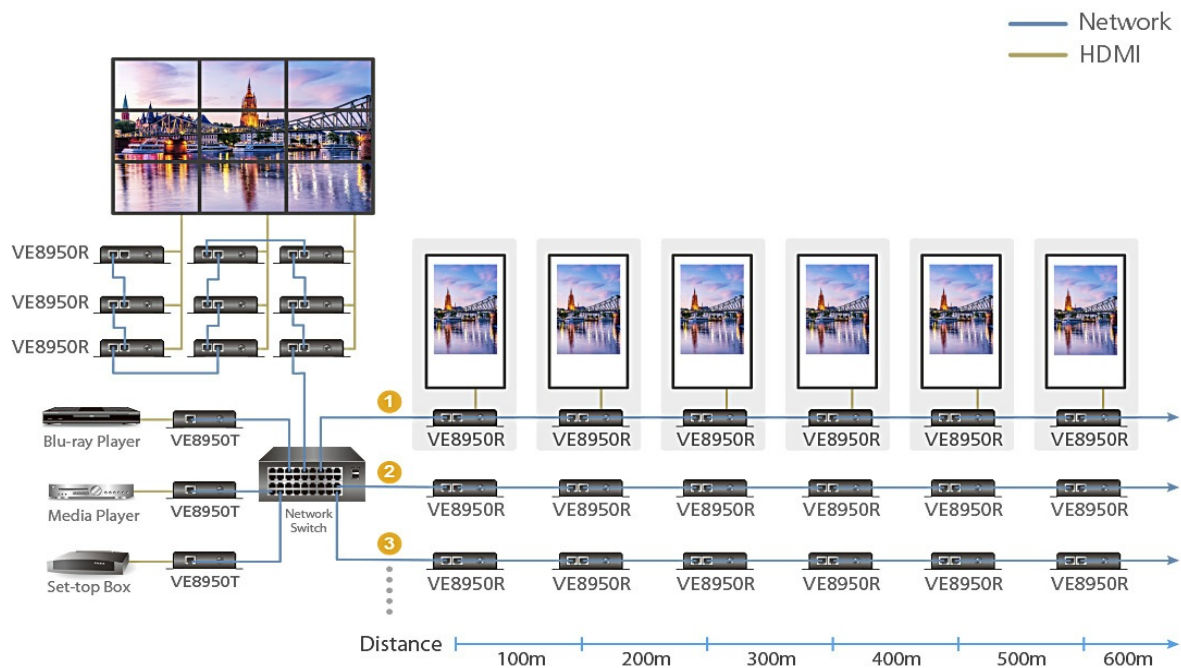 Network
HDMI
VE8950R
VE8950R
VE8950R
Blu-ray Player
VE8950T
Media Player
VE8950T
Set-top Box
VE8950T
Network
Switch
1
VE8950R VE8950R VE8950R VE8950R VE8950R VE8950R
2
VE8950R VE8950R VE8950R VE8950R VE8950R VE8950R
3
VE8950R VE8950R VE8950R VE8950R VE8950R VE8950R
Distance
100m 200m 300m 400m 500m 600m